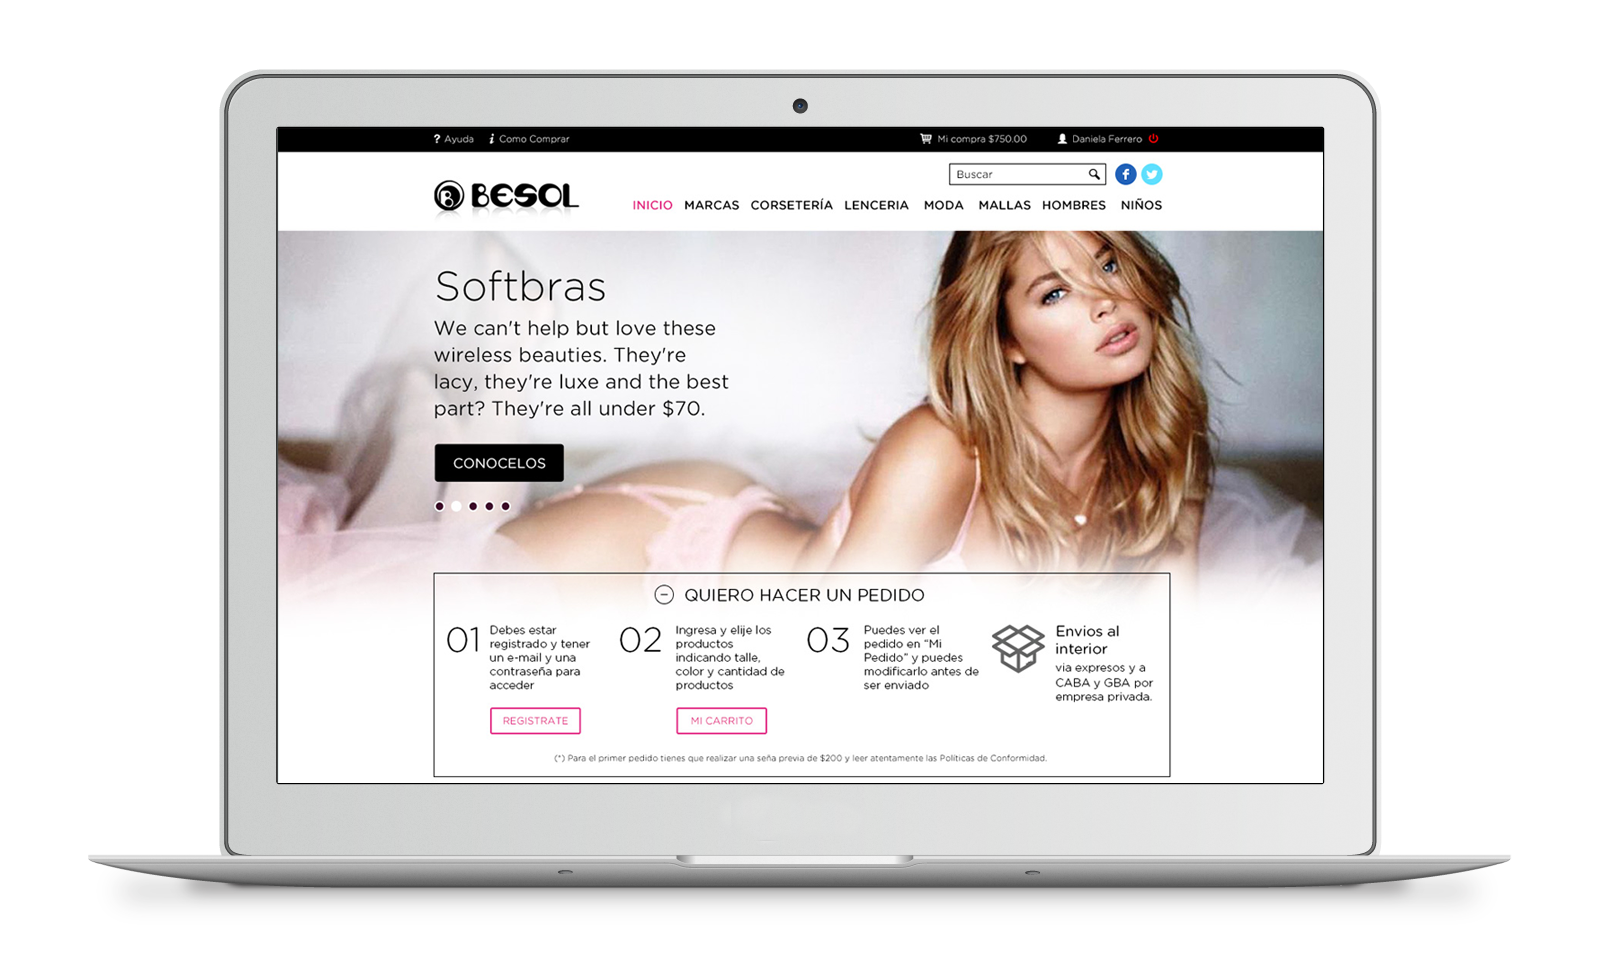 ? Ayuda i Como Comprar Mi compra $750.00 Daniela Ferrero
Buscar
B BESOL
INICIO MARCAS CORSETERÍA LENCERIA MODA MALLAS HOMBRES NIÑOS
Softbras
We can't help but love these
wireless beauties. They're
lacy, they're luxe and the best
part? They're all under $70.
CONOCELOS
QUIERO HACER UN PEDIDO
01
Debes estar
registrado y tener
un e-mail y una
contraseña para
acceder
REGISTRATE
02
Ingresa y elije los
productos
indicando talle,
color y cantidad de
productos
MI CARRITO
03
Puedes ver el
pedido en “Mi
Pedido” y puedes
modificarlo antes de
ser enviado
Envios al
interior
via expresos y a
CABA y GBA por
empresa privada.
(*) Para el primer pedido tienes que realizar una seña previa de $200 y leer atentamente las Políticas de Conformidad.